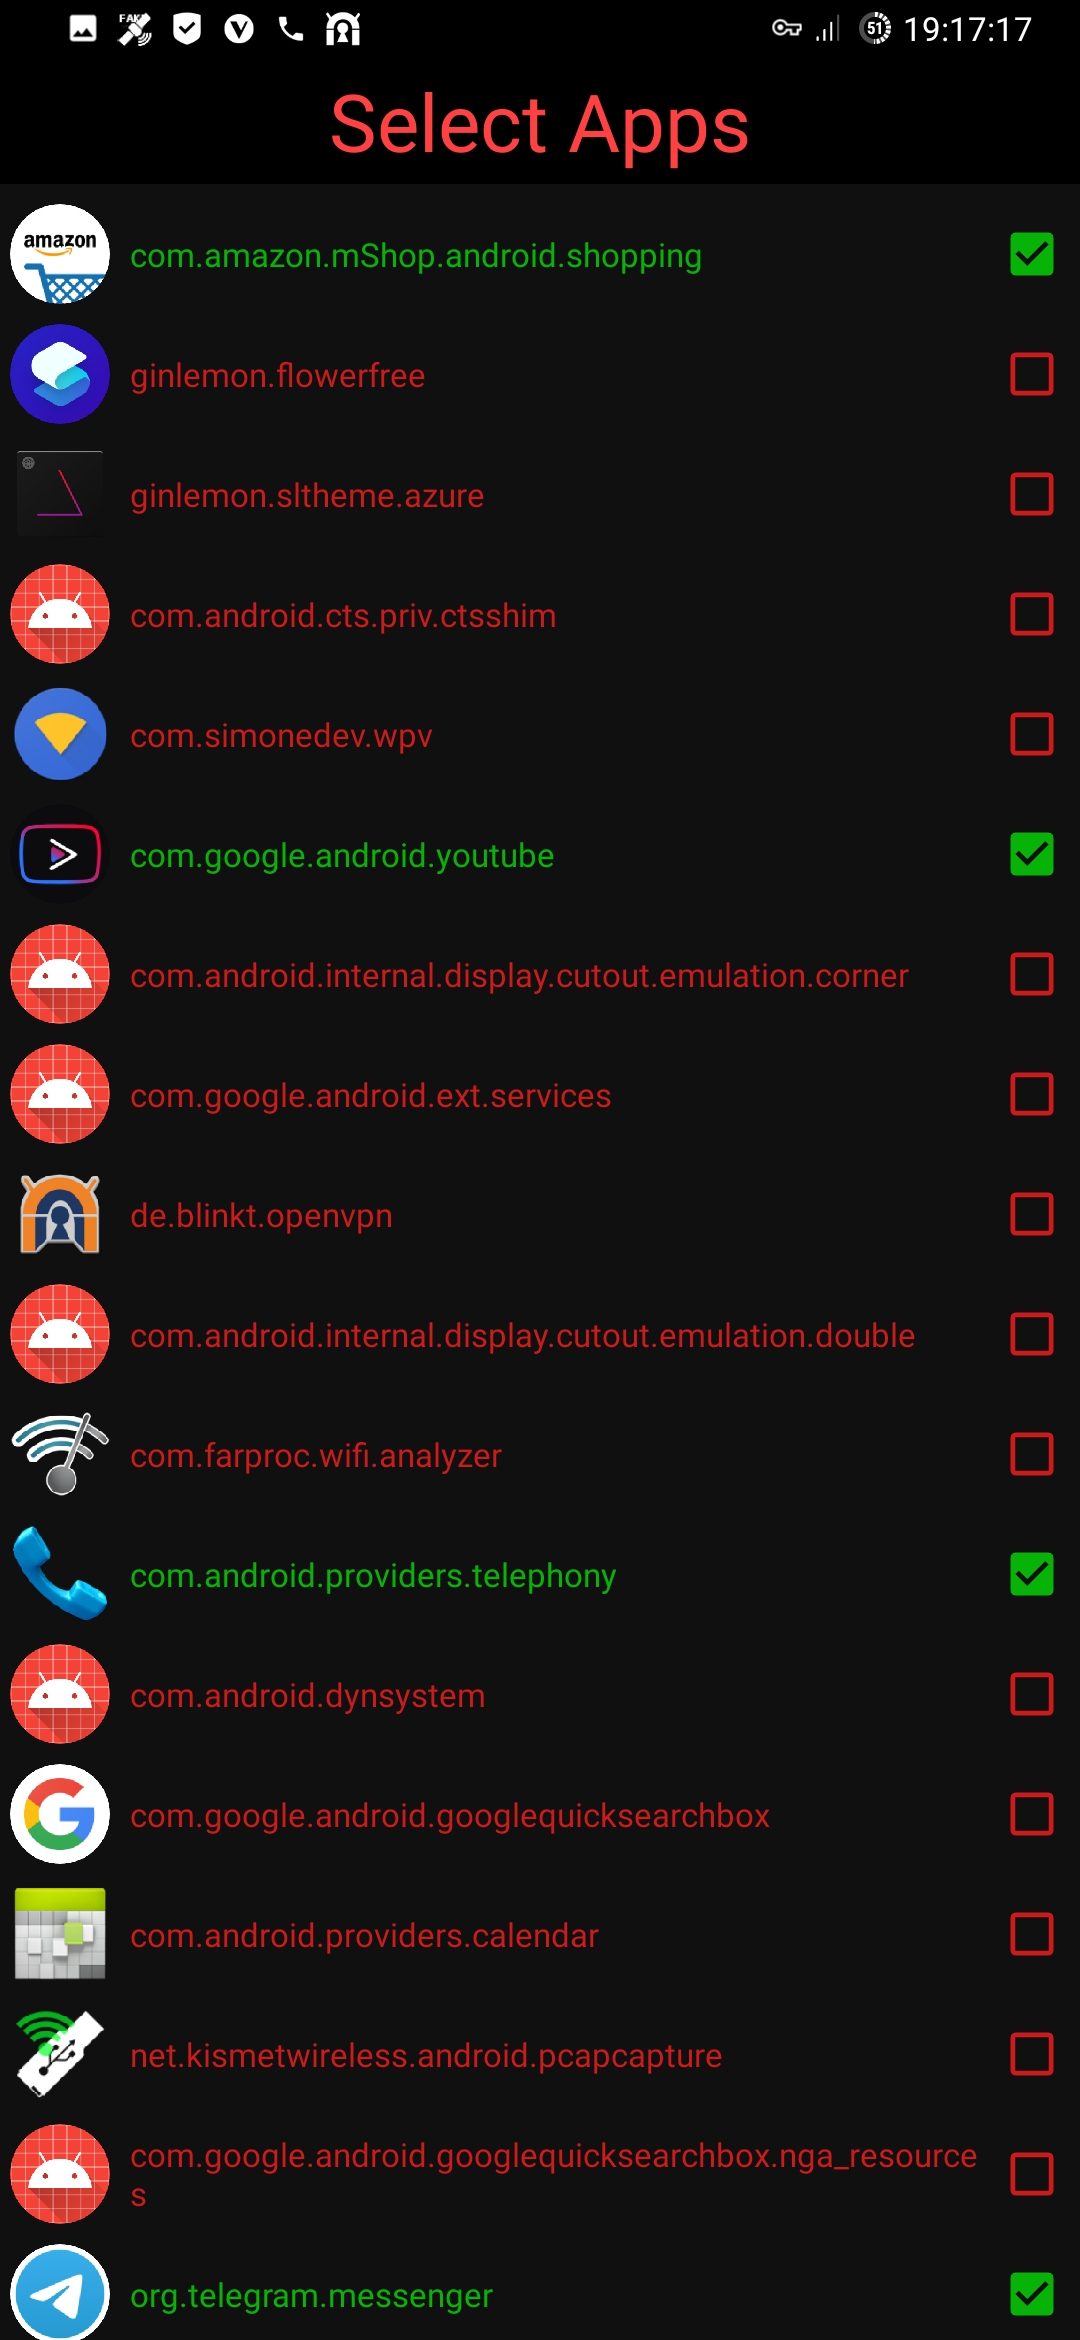 FAKE
V
51
19:17:17
Select Apps
amazon
com.amazon.mShop.android.shopping
ginlemon.flowerfree
ginlemon.sltheme.azure
com.android.cts.priv.ctsshim
com.simonedev.wpv
com.google.android.youtube
com.android.internal.display.cutout.emulation.corner
com.google.android.ext.services
de.blinkt.openvpn
com.android.internal.display.cutout.emulation.double
com.farproc.wifi.analyzer
com.android.providers.telephony
com.android.dynsystem
G
com.google.android.googlequicksearchbox
com.android.providers.calendar
net.kismetwireless.android.pcapcapture
com.google.android.googlequicksearchbox.nga_resource
s
org.telegram.messenger